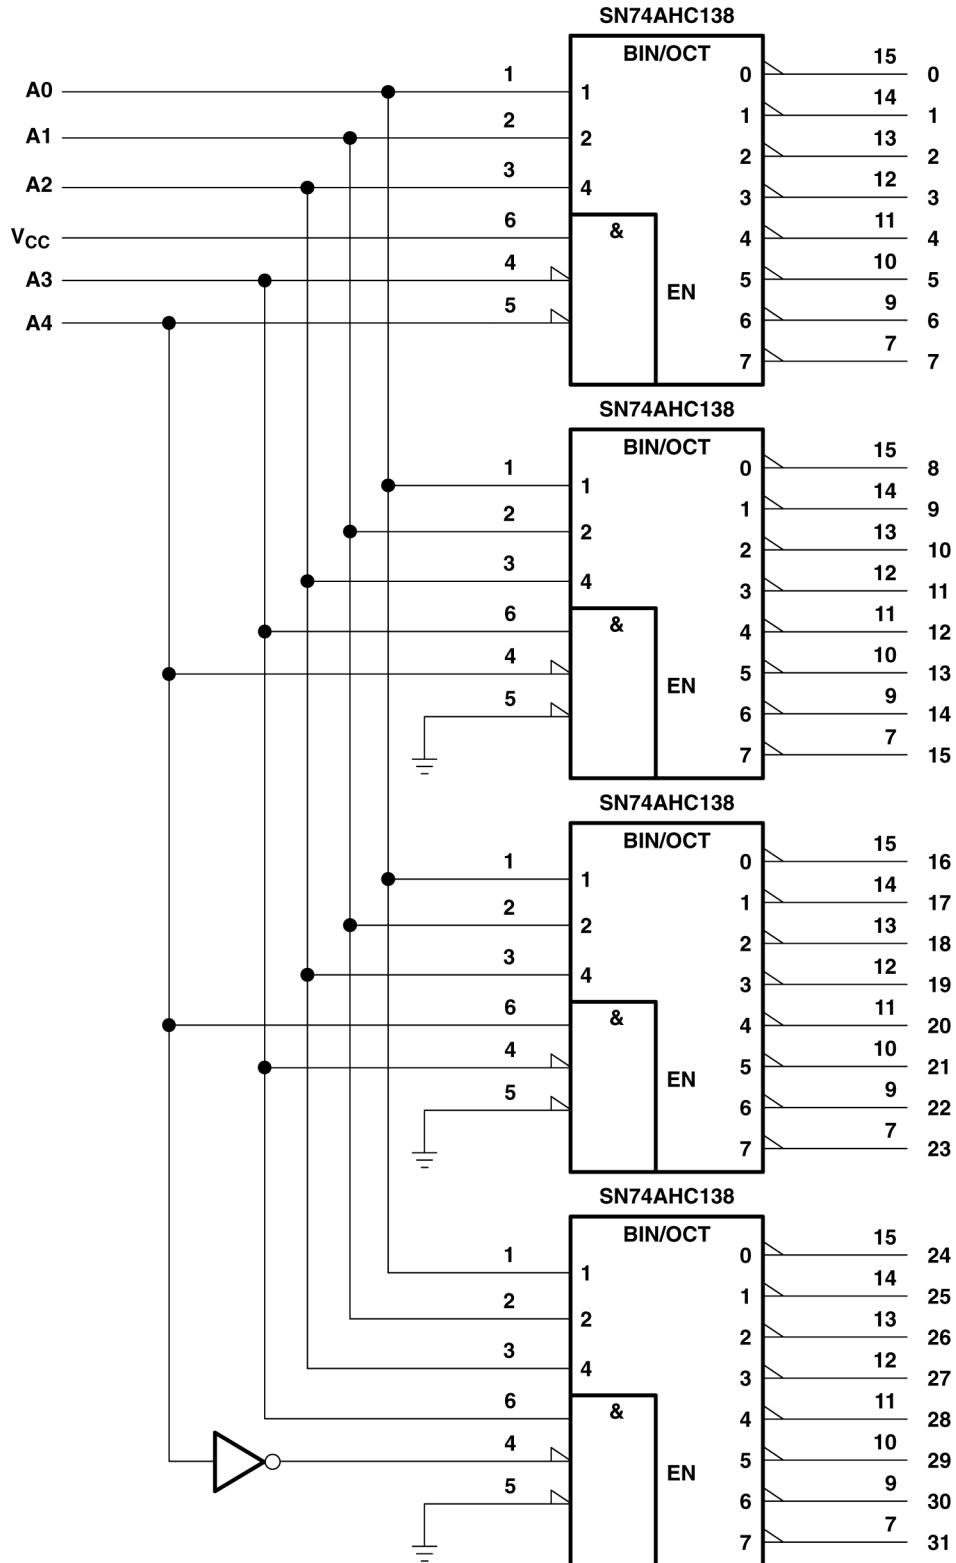 SN74AHC138
BIN/OCT
A0 1 1 0 15 0
A1 2 2 1 14 1
A2 3 4 2 13 2
VCC 6 & 3 12 3
A3 4 4 11 4
A4 5 EN 5 10 5
6 9 6
7 7 7
SN74AHC138
BIN/OCT
1 1 0 15 8
2 2 1 14 9
3 4 2 13 10
6 & 3 12 11
4 4 11 12
5 EN 5 10 13
6 9 14
7 7 15
SN74AHC138
BIN/OCT
1 1 0 15 16
2 2 1 14 17
3 4 2 13 18
6 & 3 12 19
4 4 11 20
5 EN 5 10 21
6 9 22
7 7 23
SN74AHC138
BIN/OCT
1 1 0 15 24
2 2 1 14 25
3 4 2 13 26
6 & 3 12 27
4 4 11 28
5 EN 5 10 29
6 9 30
7 7 31